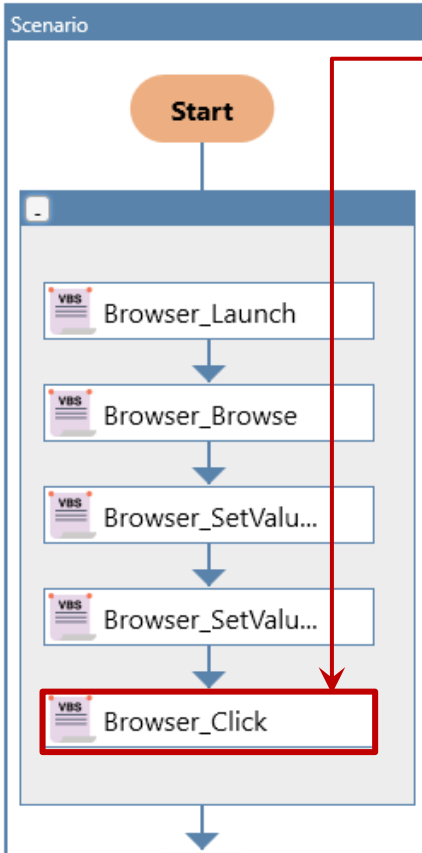 Scenario
Start
-
VBS
Browser_Launch
VBS
Browser_Browse
VBS
Browser_SetValu...
VBS
Browser_SetValu...
VBS
Browser_Click